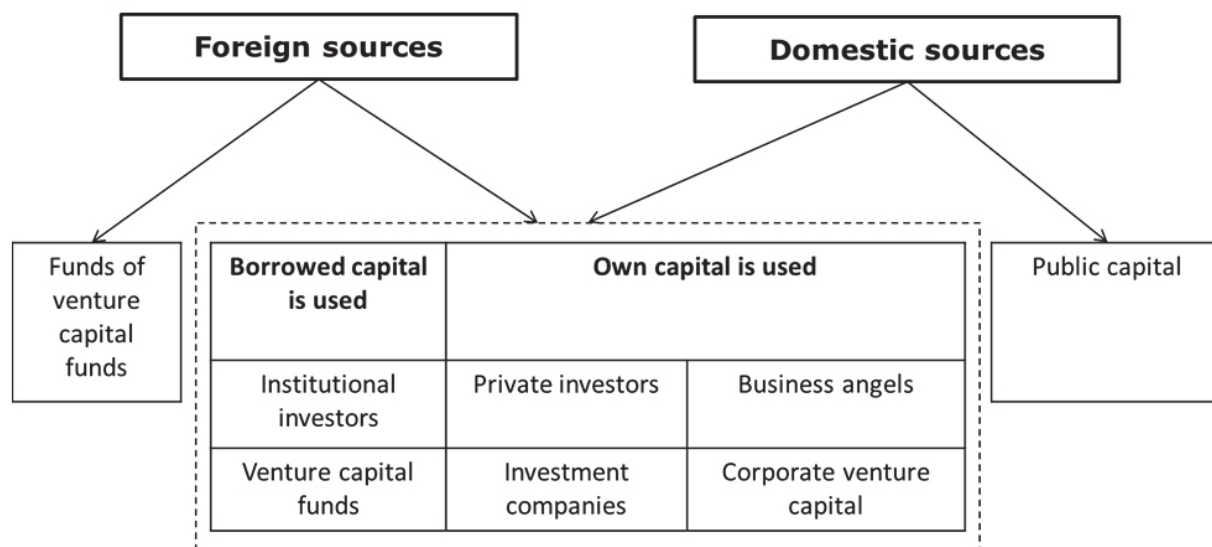 Foreign sources
Domestic sources
Funds of
venture
capital
funds
Borrowed capital
is used
Own capital is used
Public capital
Institutional
investors
Private investors
Business angels
Venture capital
funds
Investment
companies
Corporate venture
capital